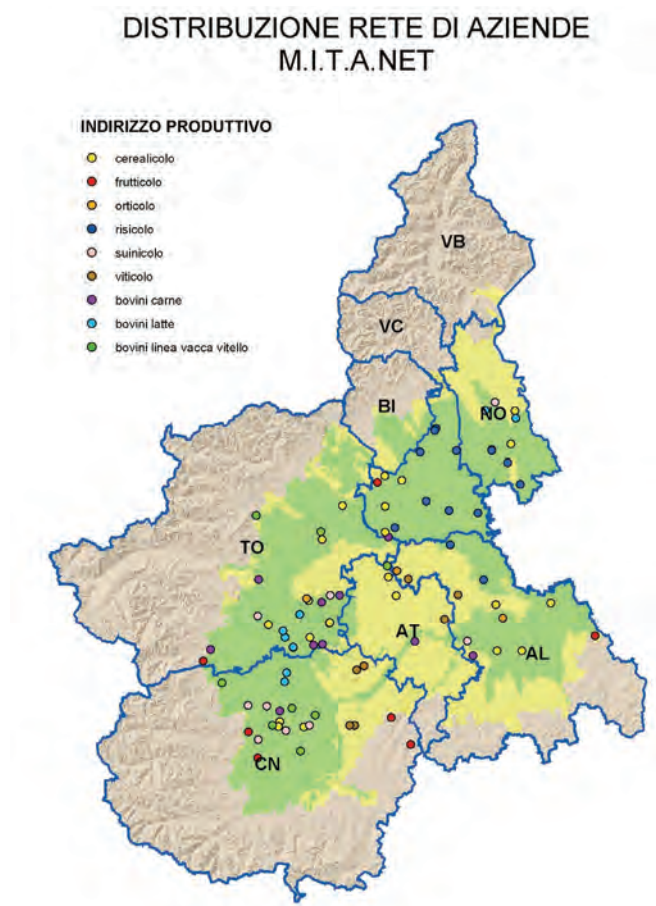 DISTRIBUZIONE RETE DI AZIENDE
M.I.T.A.NET
INDIRIZZO PRODUTTIVO
cerealicolo
frutticolo
orticolo
risicolo
suinicolo
viticolo
bovini carne
bovini latte
bovini linea vacca vitello
VB
VC
BI
NO
TO
AT
AL
CN